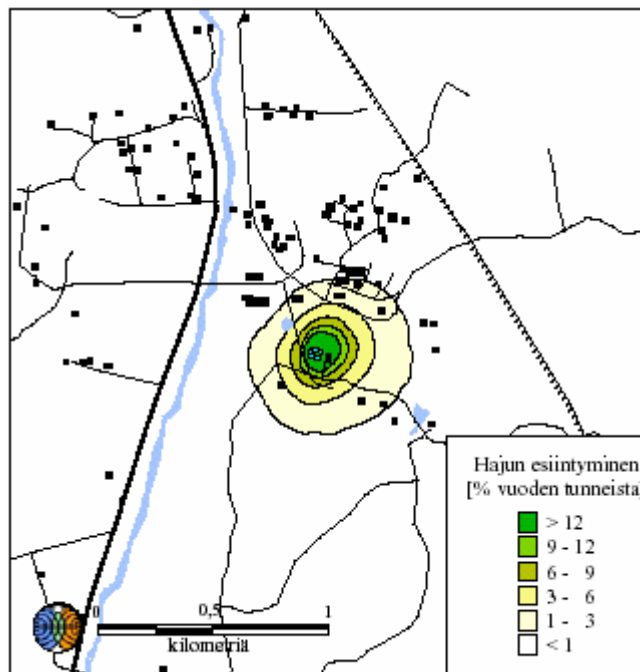 Hajun esiintyminen
[% vuoden tunneista]
> 12
9 - 12
6 - 9
3 - 6
1 - 3
< 1
0 0,5 1
kilometriä